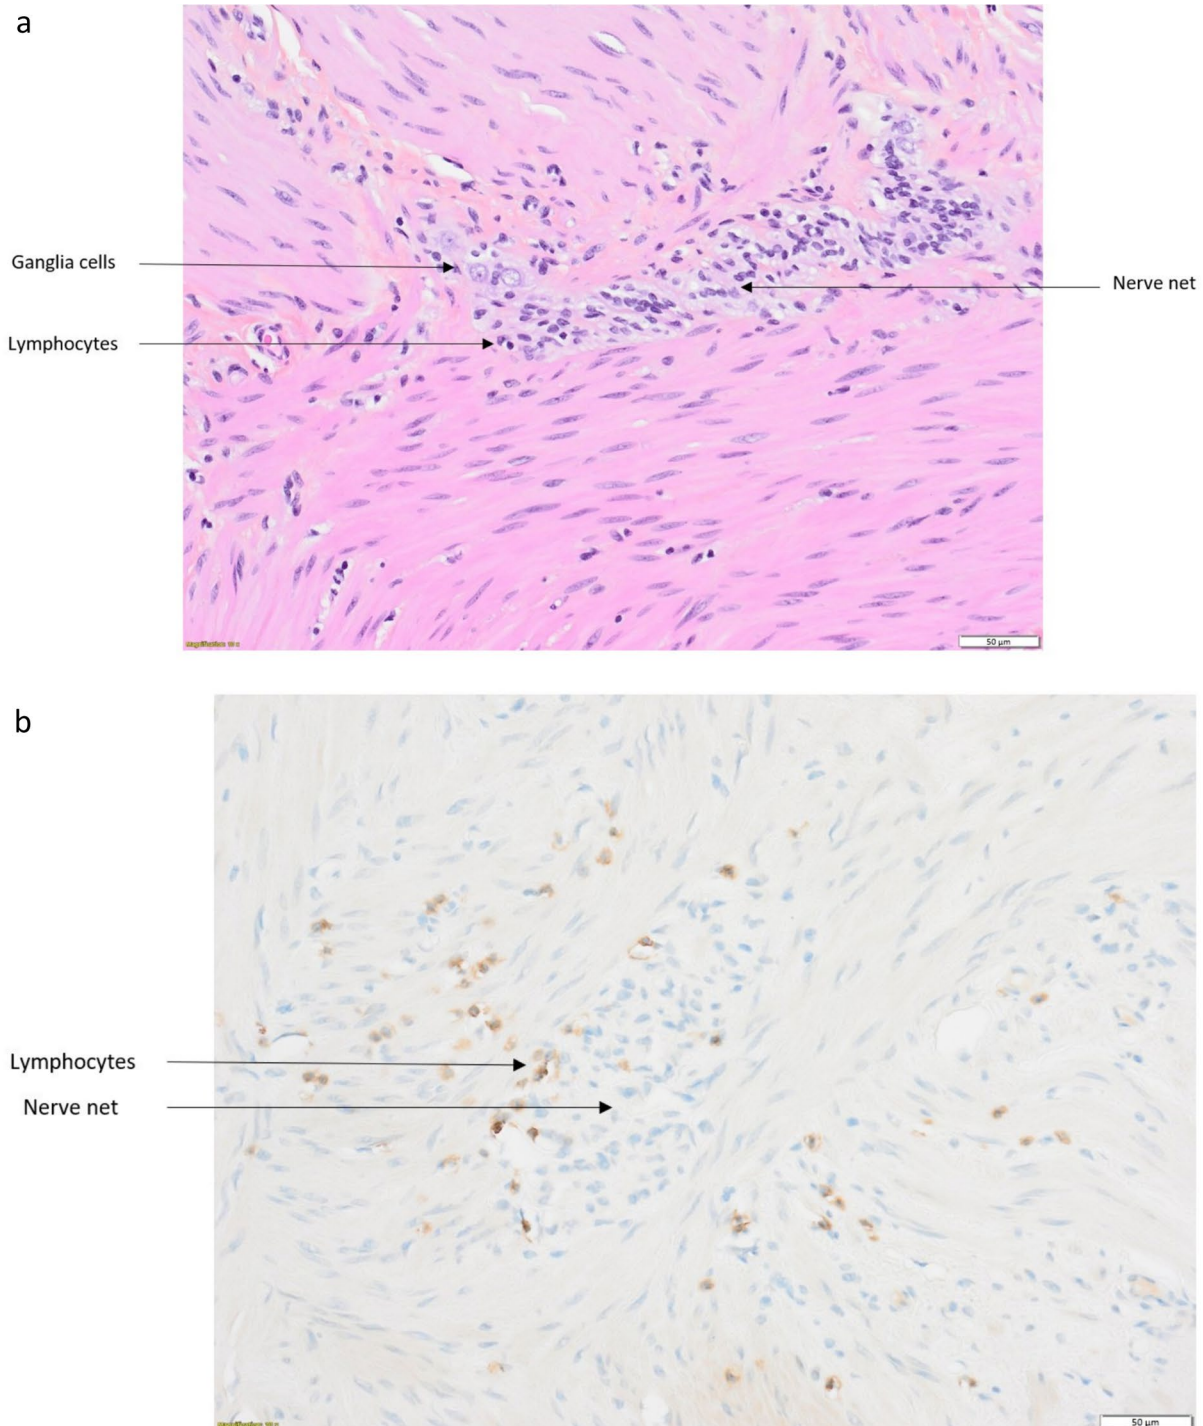 a
Ganglia cells
Nerve net
Lymphocytes
50 µm
b
Lymphocytes
Nerve net
50 µm